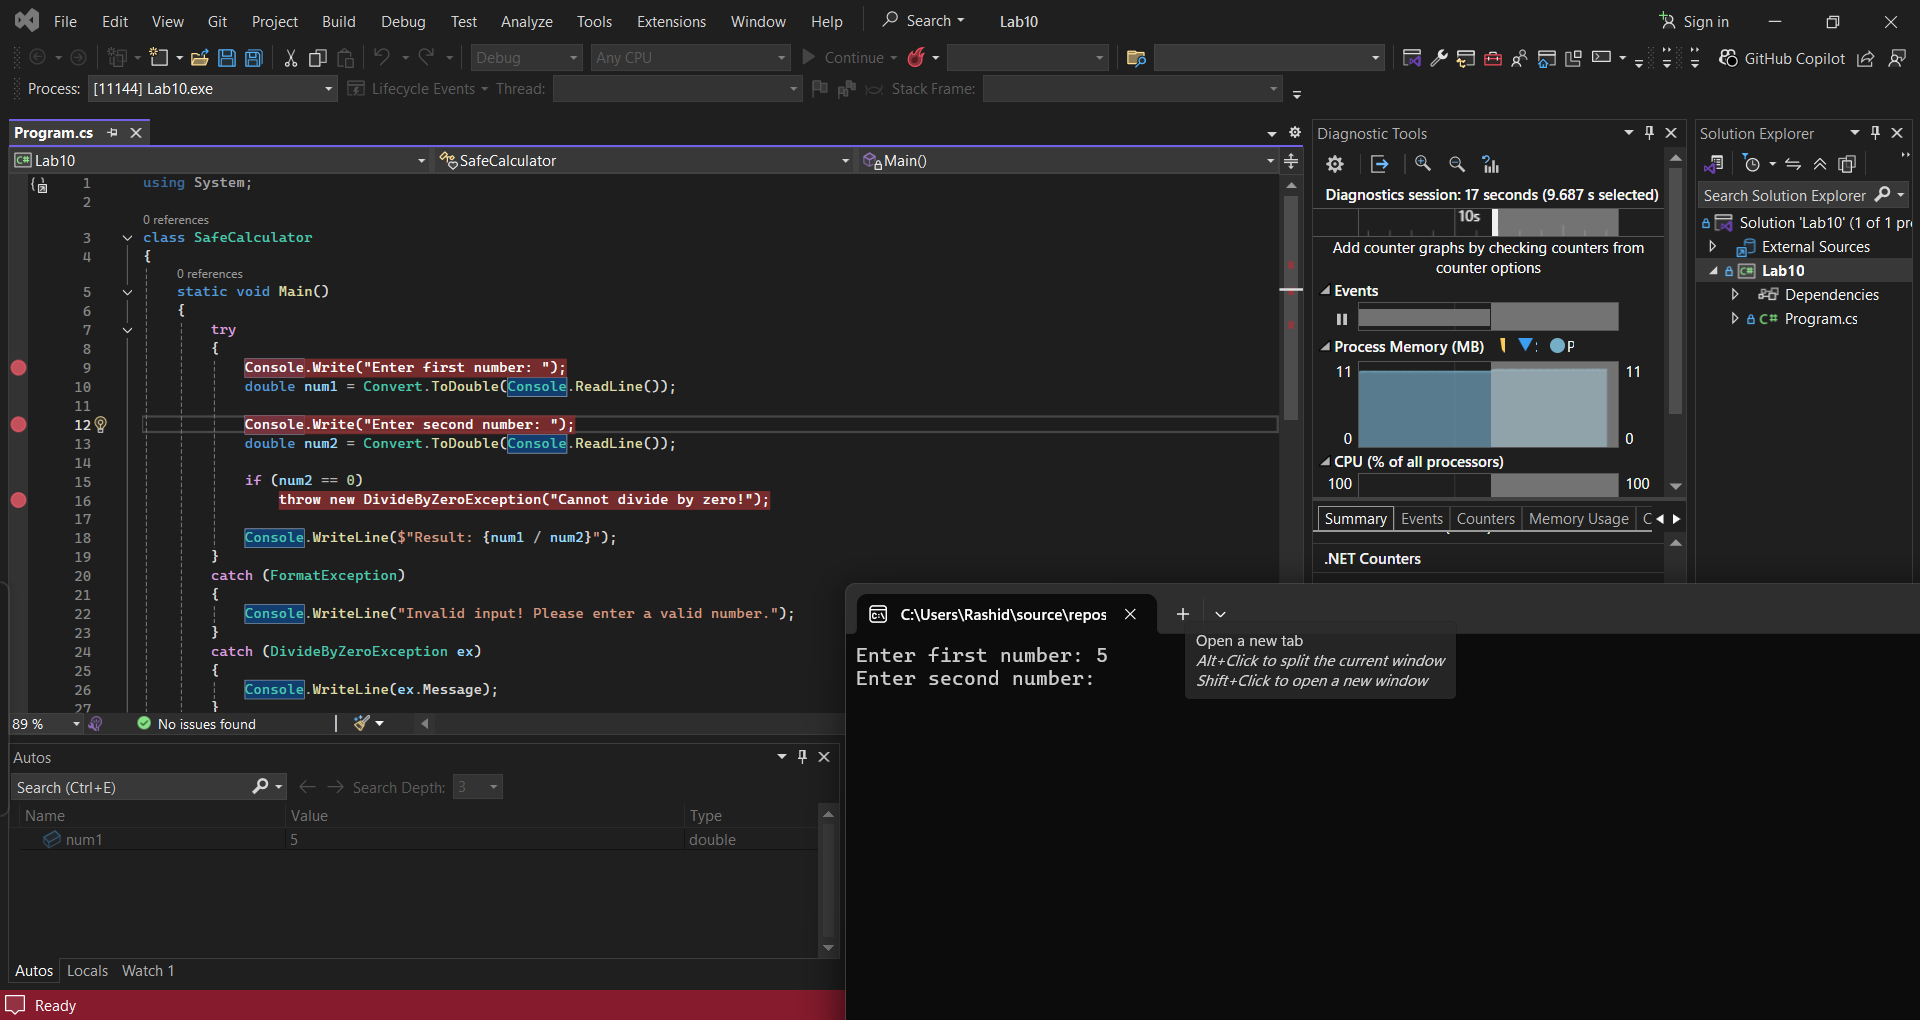 File Edit View Git Project Build Debug Test Analyze Tools Extensions Window Help Search Lab10 Sign in
Debug Any CPU Continue GitHub Copilot
Process: [11144] Lab10.exe Lifecycle Events Thread: Stack Frame:
Program.cs
C# Lab10 SafeCalculator Main()
1 using System;
2
0 references
3 class SafeCalculator
4 {
0 references
5 static void Main()
6 {
7 try
8 {
9 Console.Write("Enter first number: ");
10 double num1 = Convert.ToDouble(Console.ReadLine());
11
12 Console.Write("Enter second number: ");
13 double num2 = Convert.ToDouble(Console.ReadLine());
14
15 if (num2 == 0)
16 throw new DivideByZeroException("Cannot divide by zero!");
17
18 Console.WriteLine($"Result: {num1 / num2}");
19 }
20 catch (FormatException)
21 {
22 Console.WriteLine("Invalid input! Please enter a valid number.");
23 }
24 catch (DivideByZeroException ex)
25 {
26 Console.WriteLine(ex.Message);
27 }
89 % No issues found
Autos
Search (Ctrl+E) Search Depth: 3
Name Value Type
num1 5 double
Autos Locals Watch 1
Ready
Diagnostic Tools
Diagnostics session: 17 seconds (9.687 s selected)
10s
Add counter graphs by checking counters from
counter options
Events
Process Memory (MB) P
11 11
0 0
CPU (% of all processors)
100 100
Summary Events Counters Memory Usage C
.NET Counters
Solution Explorer
Search Solution Explorer
Solution 'Lab10' (1 of 1 pr
External Sources
C# Lab10
Dependencies
C# Program.cs
C:\Users\Rashid\source\repos
Open a new tab
Alt+Click to split the current window
Shift+Click to open a new window
Enter first number: 5
Enter second number: